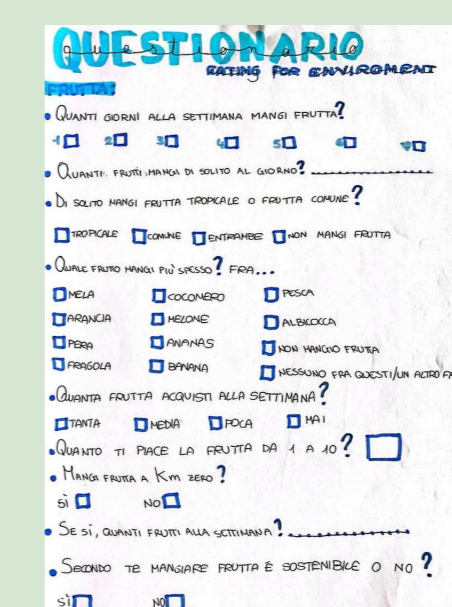 QUESTIONARIO
EATING FOR ENVIROMENT
FRUTTA:
• QUANTI GIORNI ALLA SETTIMANA MANGI FRUTTA?
1 2 3 4 5 6 7
• QUANTI FRUTTI MANGI DI SOLITO AL GIORNO?
• DI SOLITO MANGI FRUTTA TROPICALE O FRUTTA COMUNE?
TROPICALE COMUNE ENTRAMBE NON MANGI FRUTTA
• QUALE FRUTTO MANGI PIÙ SPESSO? FRA...
MELA COCOMERO PESCA
ARANCIA MELONE ALBICOCCA
PERA ANANAS NON MANGIO FRUTTA
FRAGOLA BANANA NESSUNO FRA QUESTI/UN ALTRO
• QUANTA FRUTTA ACQUISTI ALLA SETTIMANA?
TANTA MEDIA POCA MAI
• QUANTO TI PIACE LA FRUTTA DA 1 A 10?
• MANGI FRUTTA A Km ZERO?
SÌ NO
• SE SÌ, QUANTI FRUTTI ALLA SETTIMANA?
• SECONDO TE MANGIARE FRUTTA È SOSTENIBILE O NO?
SÌ NO